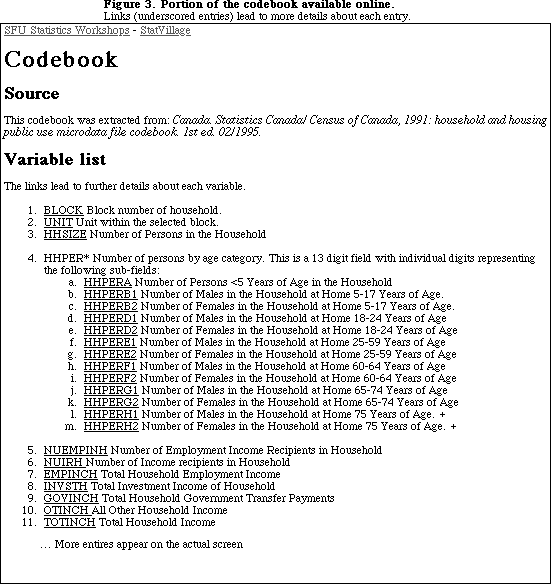 Figure 3. Portion of the codebook available online.
Links (underscored entries) lead to more details about each entry.
SFU Statistics Workshops - StatVillage
Codebook
Source
This codebook was extracted from: Canada. Statistics Canada/ Census of Canada, 1991: household and housing
public use microdata file codebook. 1st ed. 02/1995.
Variable list
The links lead to further details about each variable.
1. BLOCK Block number of household.
2. UNIT Unit within the selected block.
3. HHSIZE Number of Persons in the Household
4. HHPER* Number of persons by age category. This is a 13 digit field with individual digits representing
the following sub-fields:
a. HHPERA Number of Persons <5 Years of Age in the Household
b. HHPERB1 Number of Males in the Household at Home 5-17 Years of Age.
c. HHPERB2 Number of Females in the Household at Home 5-17 Years of Age.
d. HHPERD1 Number of Males in the Household at Home 18-24 Years of Age
e. HHPERD2 Number of Females in the Household at Home 18-24 Years of Age
f. HHPERE1 Number of Males in the Household at Home 25-59 Years of Age
g. HHPERE2 Number of Females in the Household at Home 25-59 Years of Age
h. HHPERF1 Number of Males in the Household at Home 60-64 Years of Age
i. HHPERF2 Number of Females in the Household at Home 60-64 Years of Age
j. HHPERG1 Number of Males in the Household at Home 65-74 Years of Age
k. HHPERG2 Number of Females in the Household at Home 65-74 Years of Age
l. HHPERH1 Number of Males in the Household at Home 75 Years of Age. +
m. HHPERH2 Number of Females in the Household at Home 75 Years of Age. +
5. NUEMPINH Number of Employment Income Recipients in Household
6. NUIRH Number of Income recipients in Household
7. EMPINCH Total Household Employment Income
8. INVSTH Total Investment Income of Household
9. GOVINCH Total Household Government Transfer Payments
10. OTINCH All Other Household Income
11. TOTINCH Total Household Income
... More entires appear on the actual screen